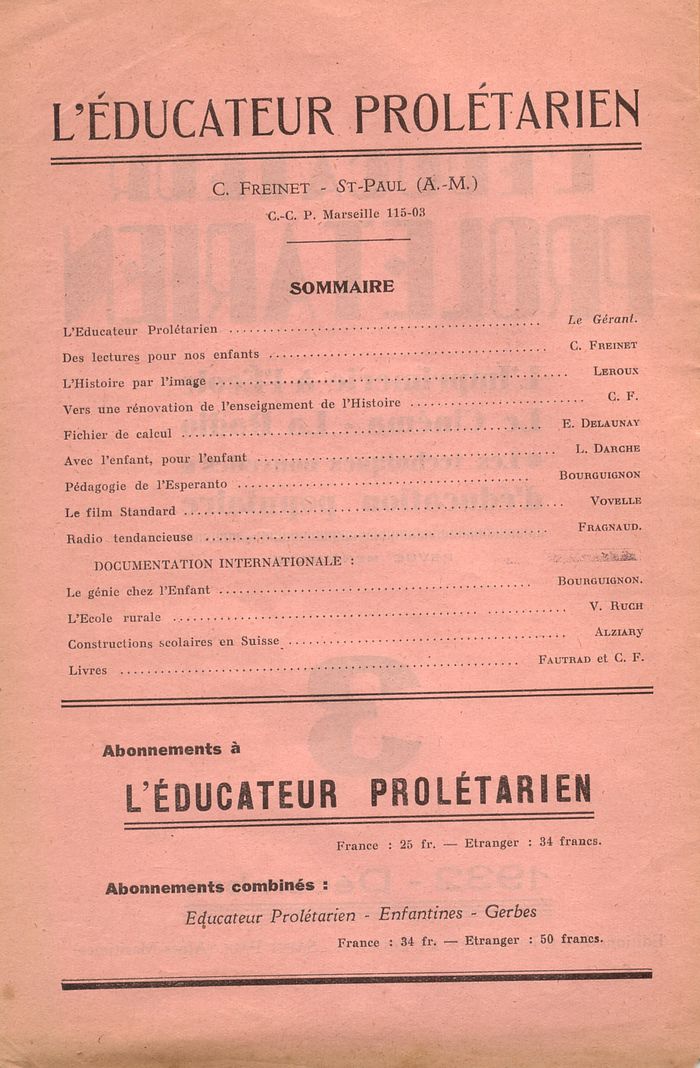 L'ÉDUCATEUR PROLÉTARIEN
C. FREINET - ST-PAUL (A.-M.)
C.-C. P. Marseille 115-03
SOMMAIRE
L'Educateur Prolétarien ........ Le Gérant.
Des lectures pour nos enfants ........ C. FREINET
L'Histoire par l'image ........ LEROUX
Vers une rénovation de l'enseignement de l'Histoire ........ C. F.
Fichier de calcul ........ E. DELAUNAY
Avec l'enfant, pour l'enfant ........ L. DARCHE
Pédagogie de l'Esperanto ........ BOURGUIGNON
Le film Standard ........ VOVELLE
Radio tendancieuse ........ FRAGNAUD.
DOCUMENTATION INTERNATIONALE :
Le génie chez l'Enfant ........ BOURGUIGNON.
L'Ecole rurale ........ V. RUCH
Constructions scolaires en Suisse ........ ALZIARY
Livres ........ FAUTRAD et C. F.
Abonnements à
L'ÉDUCATEUR PROLÉTARIEN
France : 25 fr. — Etranger : 34 francs.
Abonnements combinés :
Educateur Prolétarien - Enfantines - Gerbes
France : 34 fr. — Etranger : 50 francs.